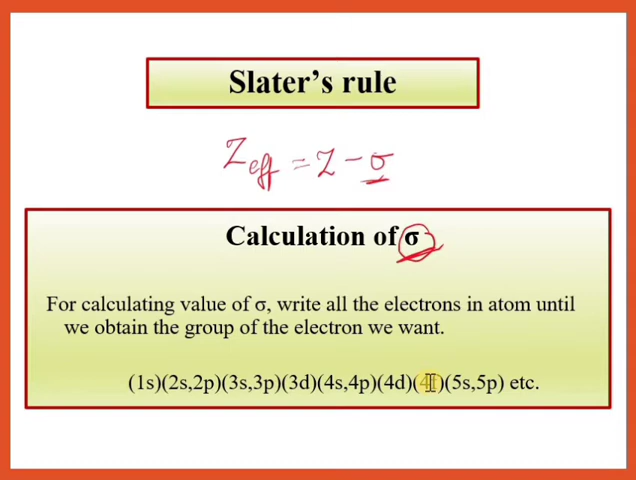 Slater's rule
Zeff = Z - σ
Calculation of σ
For calculating value of σ, write all the electrons in atom until
we obtain the group of the electron we want.
(1s)(2s,2p)(3s,3p)(3d)(4s,4p)(4d)(4f)(5s,5p) etc.